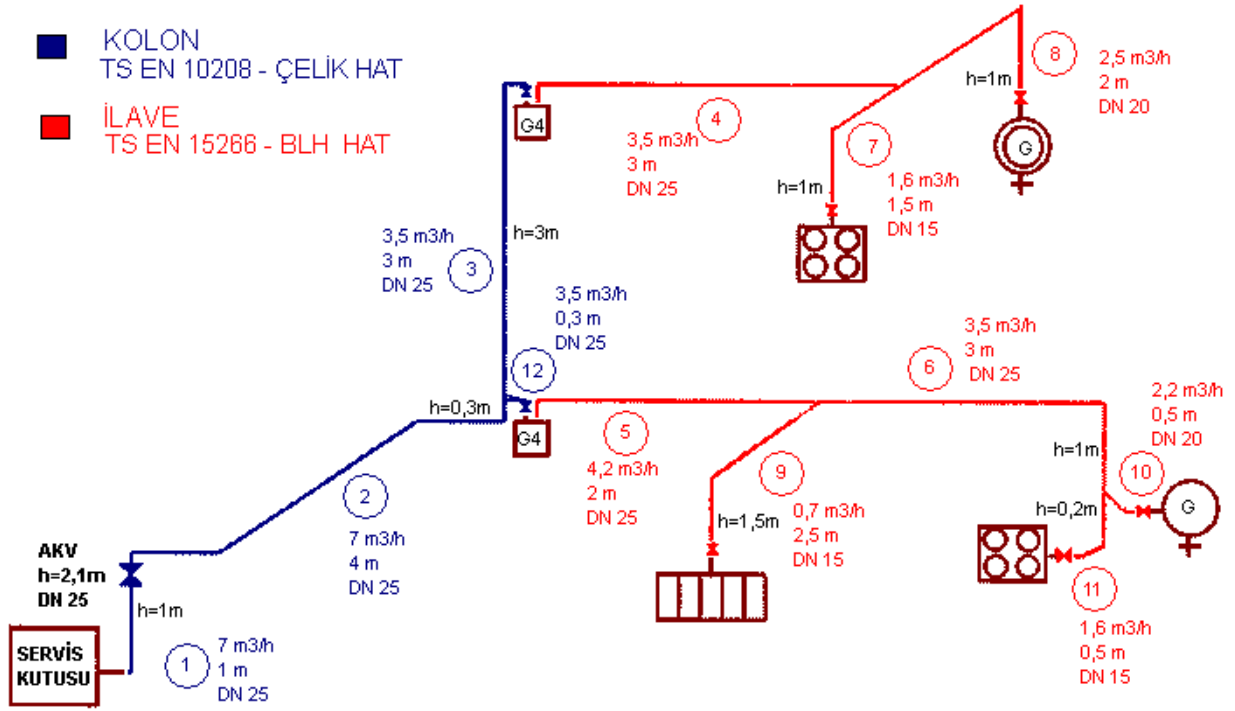 KOLON
TS EN 10208 - ÇELİK HAT
İLAVE
TS EN 15266 - BLH HAT
G4
4
3,5 m3/h
3 m
DN 25
7
1,6 m3/h
1,5 m
DN 15
h=1m
h=1m
8
2,5 m3/h
2 m
DN 20
G
3,5 m3/h
3 m
DN 25
3
h=3m
3,5 m3/h
0,3 m
DN 25
12
h=0,3m
G4
5
4,2 m3/h
2 m
DN 25
3,5 m3/h
3 m
DN 25
6
9
0,7 m3/h
2,5 m
DN 15
h=1,5m
2,2 m3/h
0,5 m
DN 20
10
h=1m
h=0,2m
G
11
1,6 m3/h
0,5 m
DN 15
2
7 m3/h
4 m
DN 25
AKV
h=2,1m
DN 25
h=1m
SERVİS
KUTUSU
1
7 m3/h
1 m
DN 25